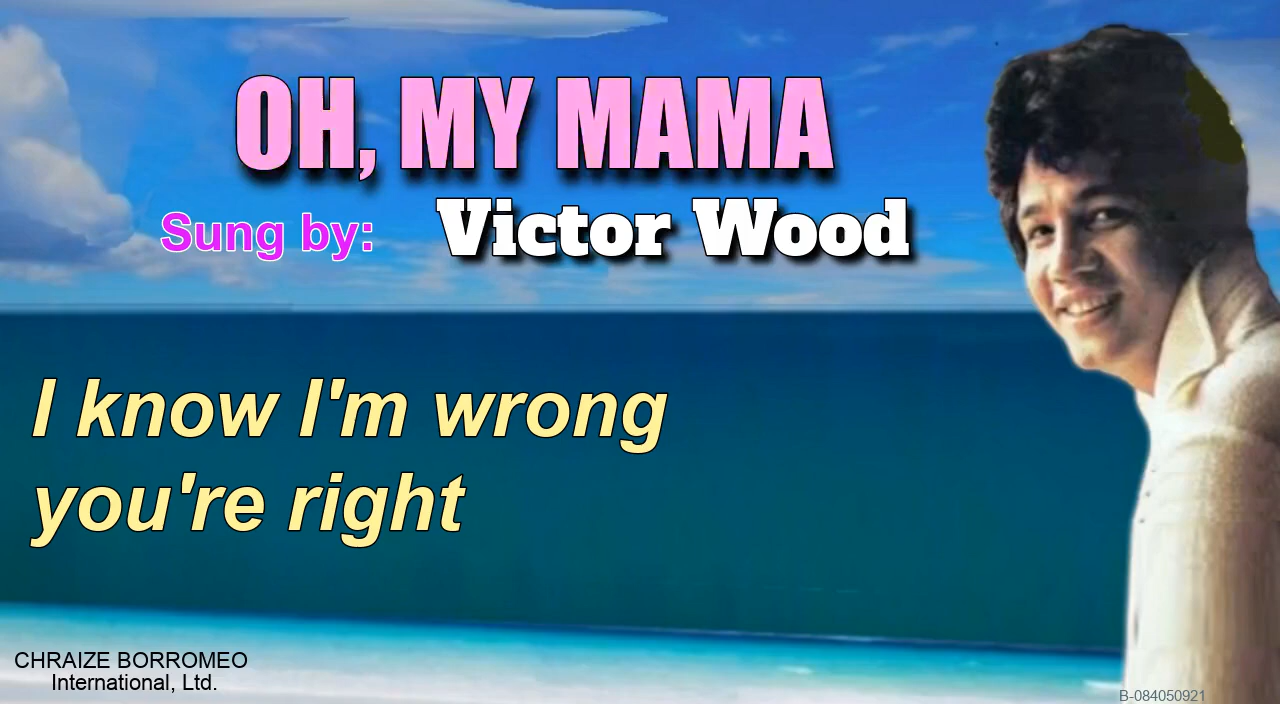 OH, MY MAMA
Sung by: Victor Wood
I know I'm wrong
you're right
CHRAIZE BORROMEO
International, Ltd.
B-084050921